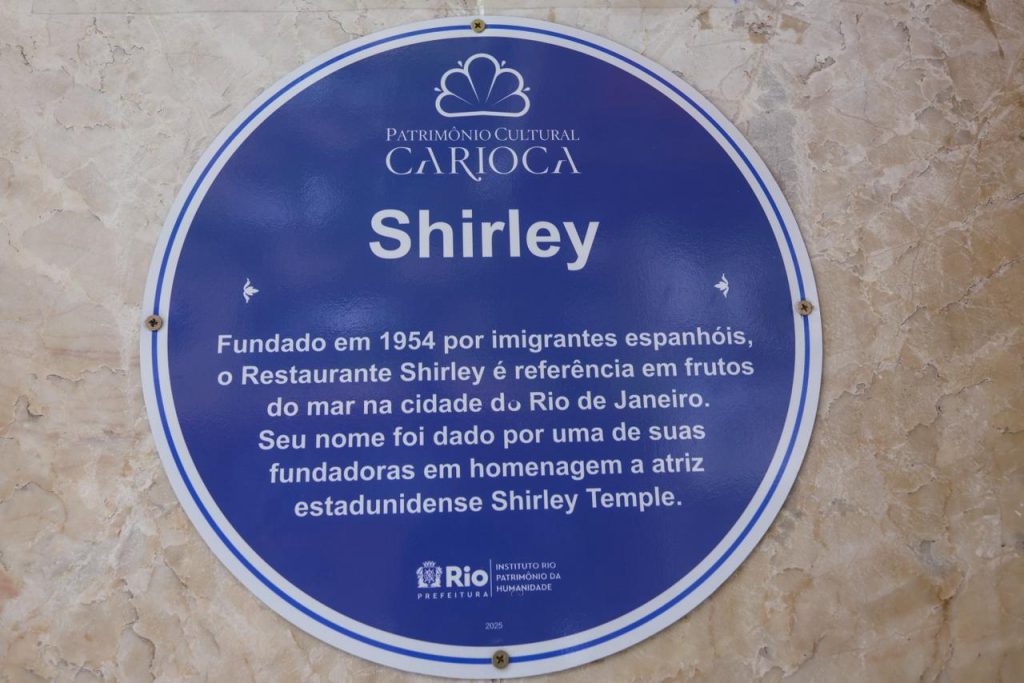 PATRIMÔNIO CULTURAL
CARIOCA
Shirley
Fundado em 1954 por imigrantes espanhóis,
o Restaurante Shirley é referência em frutos
do mar na cidade do Rio de Janeiro.
Seu nome foi dado por uma de suas
fundadoras em homenagem a atriz
estadunidense Shirley Temple.
Rio
PREFEITURA
INSTITUTO RIO
PATRIMÔNIO DA
HUMANIDADE
2025